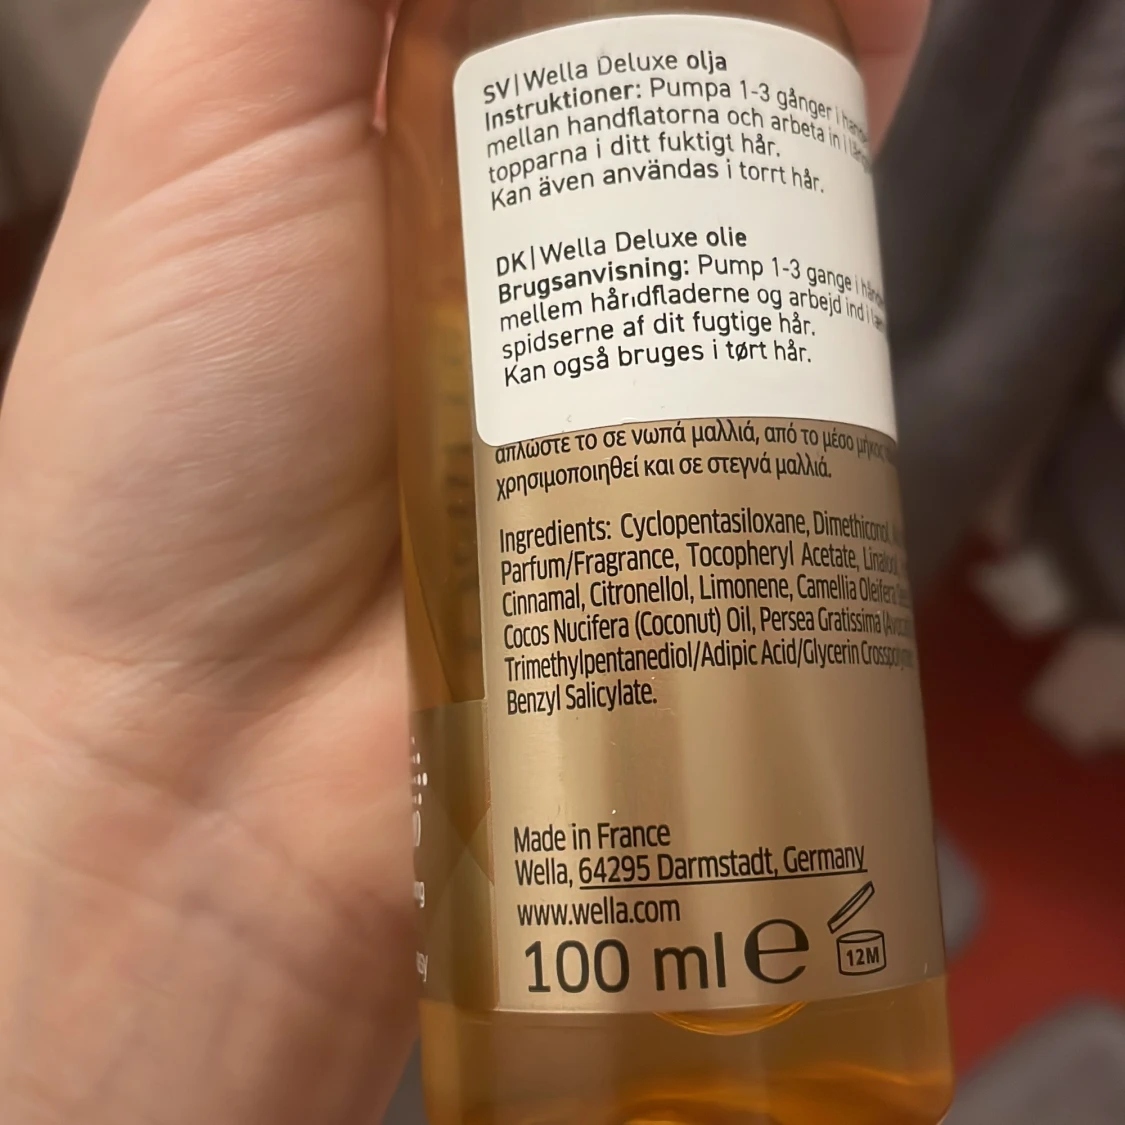 SV|Wella Deluxe olja
Instruktioner: Pumpa 1-3 gånger i
mellan handflatorna och arbeta in i
topparna i ditt fuktigt hår.
Kan även användas i torrt hår.
DK|Wella Deluxe olie
Brugsanvisning: Pump 1-3 gange i
mellem håndfladerne og arbejd ind i
spidserne af dit fugtige hår.
Kan også bruges i tørt hår.
απλώστε το σε νωπά μαλλιά, από το μέσο μήκος
χρησιμοποιηθεί και σε στεγνά μαλλιά.
Ingredients: Cyclopentasiloxane, Dimethiconol,
Parfum/Fragrance, Tocopheryl Acetate, Linalool,
Cinnamal, Citronellol, Limonene, Camellia Oleifera
Cocos Nucifera (Coconut) Oil, Persea Gratissima
Trimethylpentanediol/Adipic Acid/Glycerin
Benzyl Salicylate.
Made in France
Wella, 64295 Darmstadt, Germany
www.wella.com
100 ml e
12M